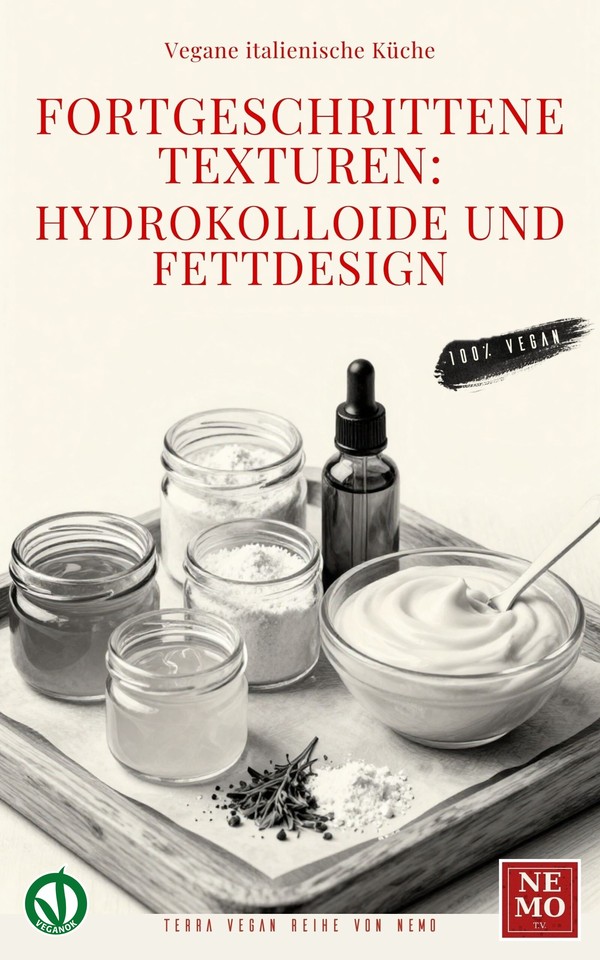 Vegane italienische Küche
FORTGESCHRITTENE
TEXTUREN:
HYDROKOLLOIDE UND
FETTDESIGN
100% VEGAN
VEGANOK
TERRA VEGAN REIHE VON NEMO
NE
MO
T.V.